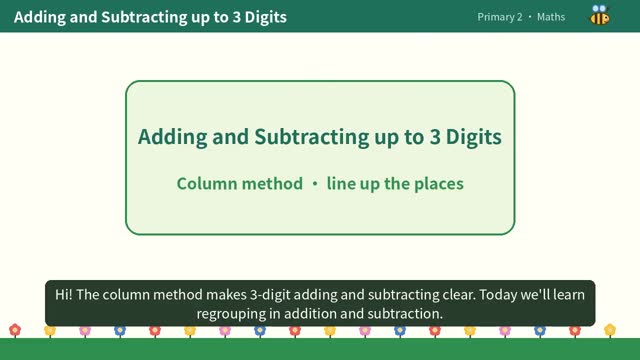 Adding and Subtracting up to 3 Digits
Primary 2 · Maths
Adding and Subtracting up to 3 Digits
Column method · line up the places
Hi! The column method makes 3-digit adding and subtracting clear. Today we'll learn
regrouping in addition and subtraction.